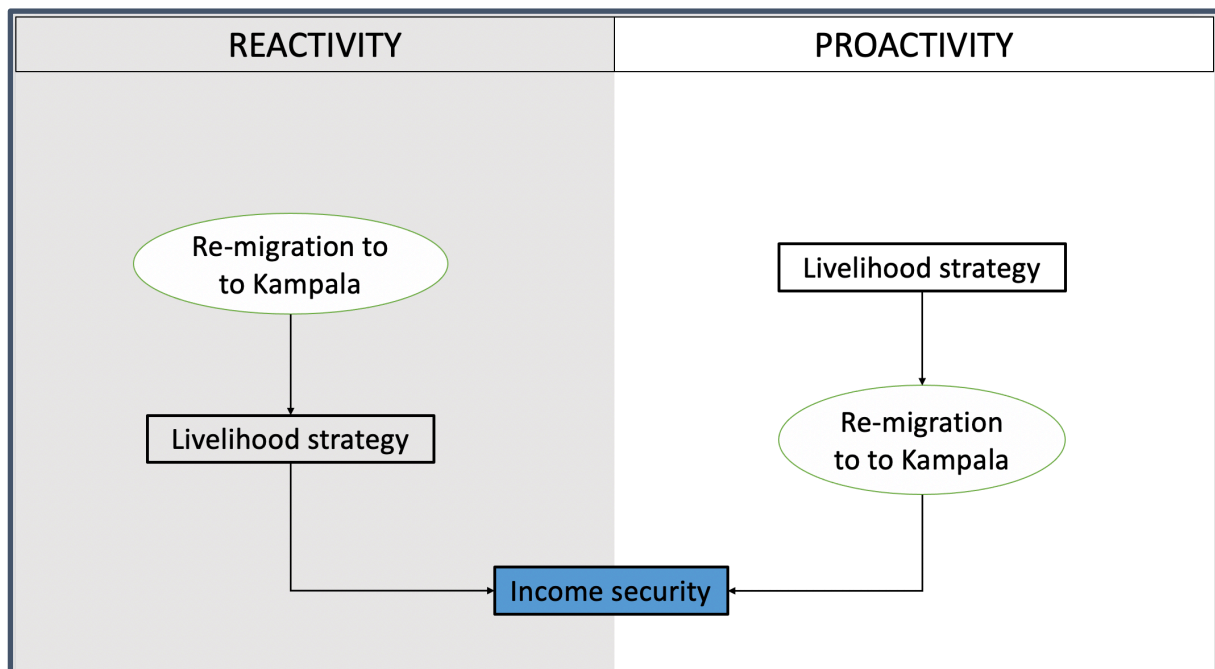 REACTIVITY
PROACTIVITY
Re-migration to
to Kampala
Livelihood strategy
Livelihood strategy
Re-migration
to to Kampala
Income security